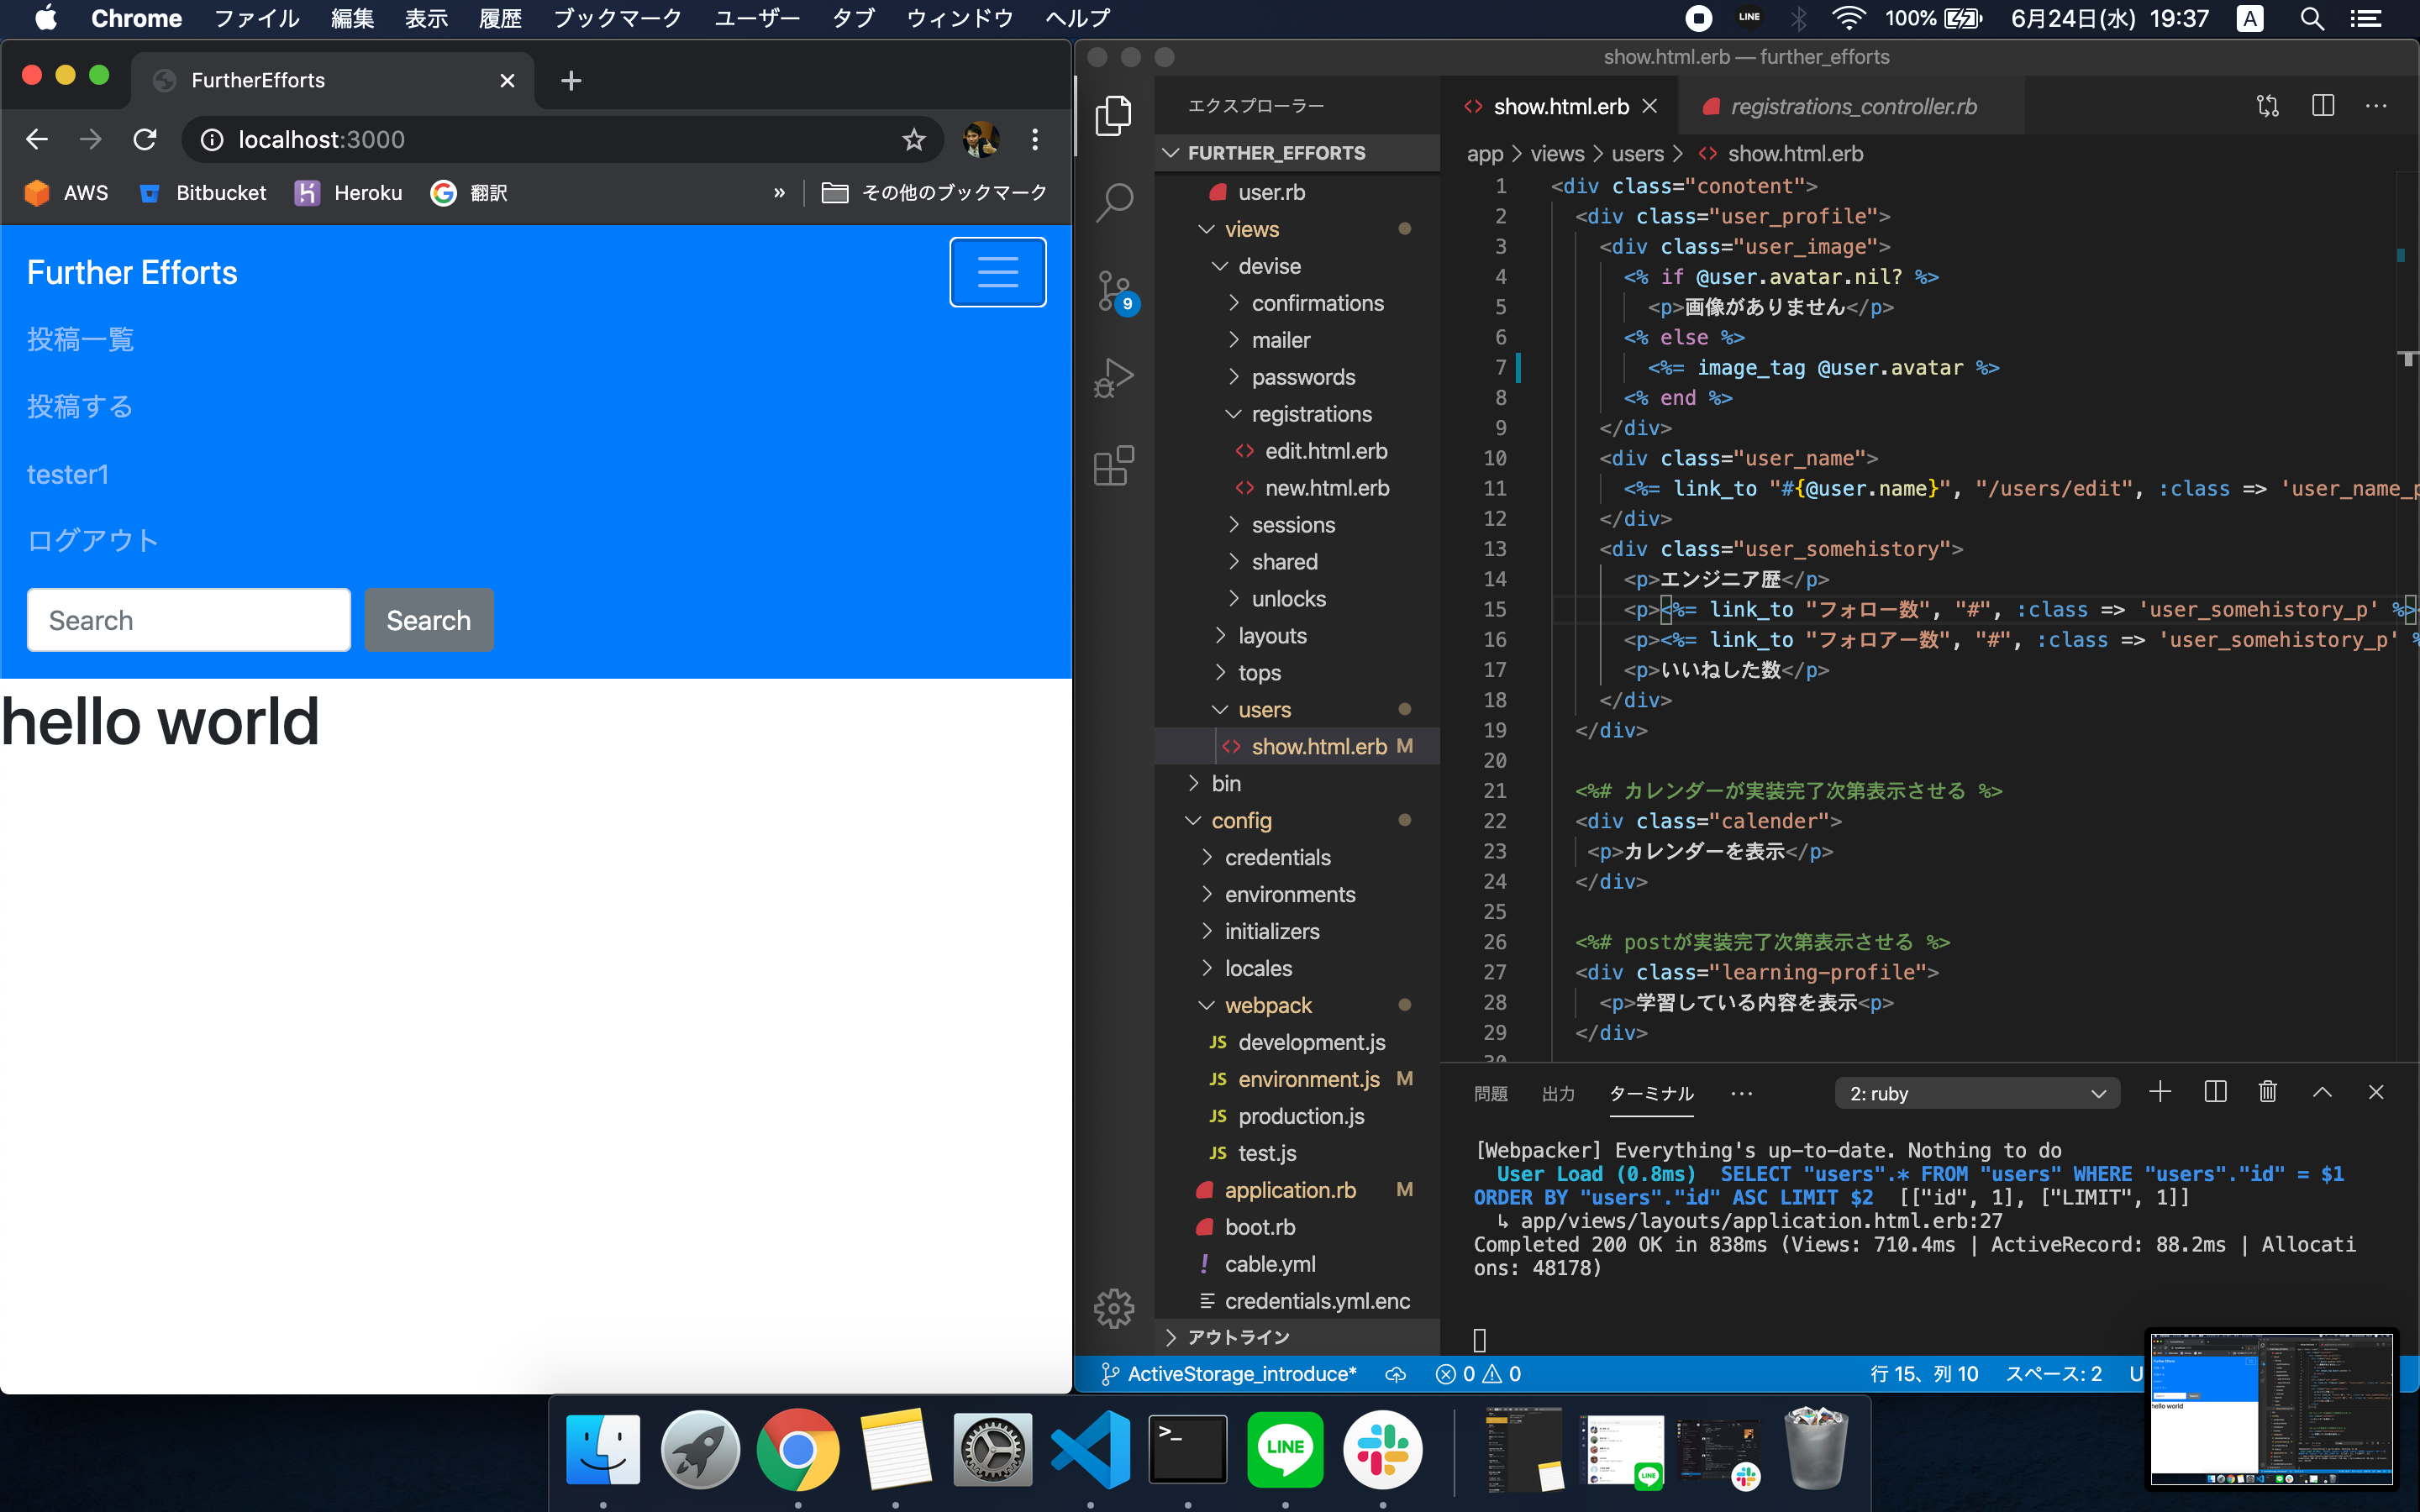 Chrome ファイル 編集 表示 履歴 ブックマーク ユーザー タブ ウィンドウ ヘルプ LINE 100% 6月24日(水) 19:37 A
FurtherEfforts
localhost:3000
AWS Bitbucket Heroku 翻訳 » その他のブックマーク
Further Efforts
投稿一覧
投稿する
tester1
ログアウト
Search Search
hello world
show.html.erb — further_efforts
エクスプローラー
FURTHER_EFFORTS
user.rb
views
devise
confirmations
mailer
passwords
registrations
edit.html.erb
new.html.erb
sessions
shared
unlocks
layouts
tops
users
show.html.erb M
bin
config
credentials
environments
initializers
locales
webpack
JS development.js
JS environment.js M
JS production.js
JS test.js
application.rb M
boot.rb
! cable.yml
credentials.yml.enc
アウトライン
9
show.html.erb registrations_controller.rb
app > views > users > show.html.erb
1 <div class="conotent">
2 <div class="user_profile">
3 <div class="user_image">
4 <% if @user.avatar.nil? %>
5 <p>画像がありません</p>
6 <% else %>
7 <%= image_tag @user.avatar %>
8 <% end %>
9 </div>
10 <div class="user_name">
11 <%= link_to "#{@user.name}", "/users/edit", :class => 'user_name_p
12 </div>
13 <div class="user_somehistory">
14 <p>エンジニア歴</p>
15 <p><%= link_to "フォロー数", "#", :class => 'user_somehistory_p' %><
16 <p><%= link_to "フォロアー数", "#", :class => 'user_somehistory_p' %
17 <p>いいねした数</p>
18 </div>
19 </div>
20
21 <%# カレンダーが実装完了次第表示させる %>
22 <div class="calender">
23 <p>カレンダーを表示</p>
24 </div>
25
26 <%# postが実装完了次第表示させる %>
27 <div class="learning-profile">
28 <p>学習している内容を表示<p>
29 </div>
30
問題 出力 ターミナル ··· 2: ruby
[Webpacker] Everything's up-to-date. Nothing to do
User Load (0.8ms) SELECT "users".* FROM "users" WHERE "users"."id" = $1
ORDER BY "users"."id" ASC LIMIT $2 [["id", 1], ["LIMIT", 1]]
↳ app/views/layouts/application.html.erb:27
Completed 200 OK in 838ms (Views: 710.4ms | ActiveRecord: 88.2ms | Allocati
ons: 48178)
ActiveStorage_introduce* 0 0 行 15、列 10 スペース: 2 U
>_ LINE LINE
hello world